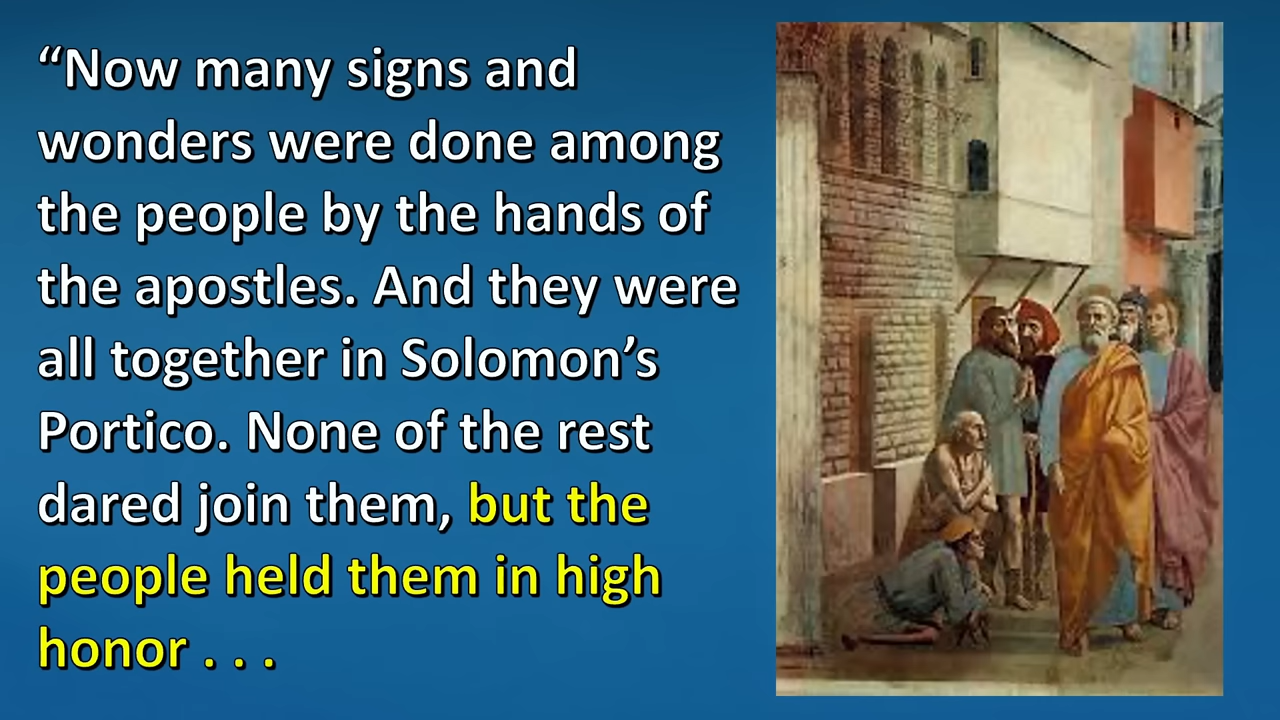 “Now many signs and
wonders were done among
the people by the hands of
the apostles. And they were
all together in Solomon’s
Portico. None of the rest
dared join them, but the
people held them in high
honor . . .